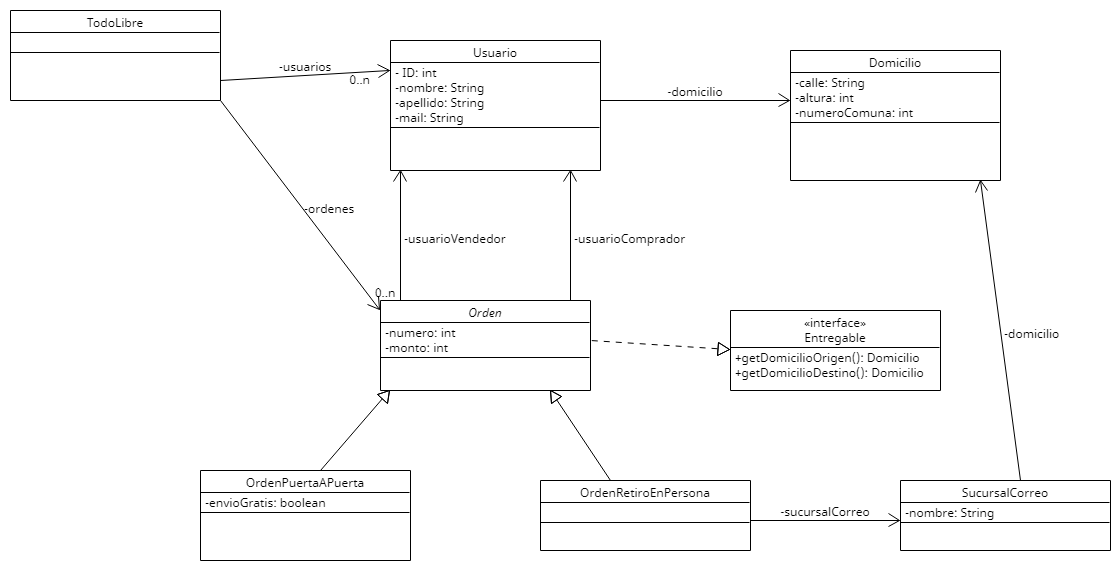 TodoLibre
-usuarios
0..n
Usuario
- ID: int
-nombre: String
-apellido: String
-mail: String
-domicilio
Domicilio
-calle: String
-altura: int
-numeroComuna: int
-ordenes
0..n
-usuarioVendedor
-usuarioComprador
Orden
-numero: int
-monto: int
«interface»
Entregable
+getDomicilioOrigen(): Domicilio
+getDomicilioDestino(): Domicilio
-domicilio
OrdenPuertaAPuerta
-envioGratis: boolean
OrdenRetiroEnPersona
-sucursalCorreo
SucursalCorreo
-nombre: String